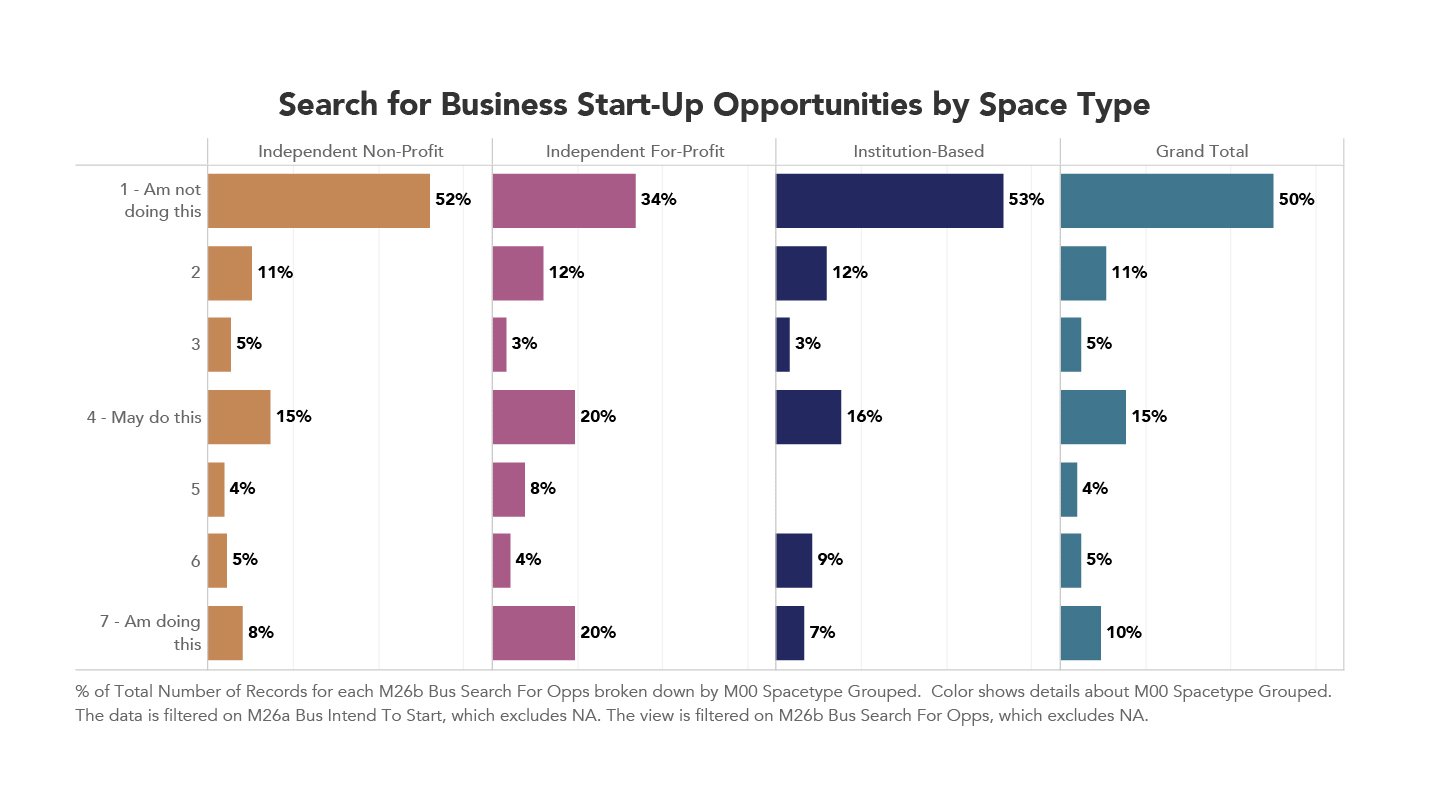 Search for Business Start-Up Opportunities by Space Type
Independent Non-Profit Independent For-Profit Institution-Based Grand Total
1 - Am not
doing this
52% 34% 53% 50%
2 11% 12% 12% 11%
3 5% 3% 3% 5%
4 - May do this 15% 20% 16% 15%
5 4% 8% 4%
6 5% 4% 9% 5%
7 - Am doing
this
8% 20% 7% 10%
% of Total Number of Records for each M26b Bus Search For Opps broken down by M00 Spacetype Grouped.  Color shows details about M00 Spacetype Grouped.
The data is filtered on M26a Bus Intend To Start, which excludes NA. The view is filtered on M26b Bus Search For Opps, which excludes NA.